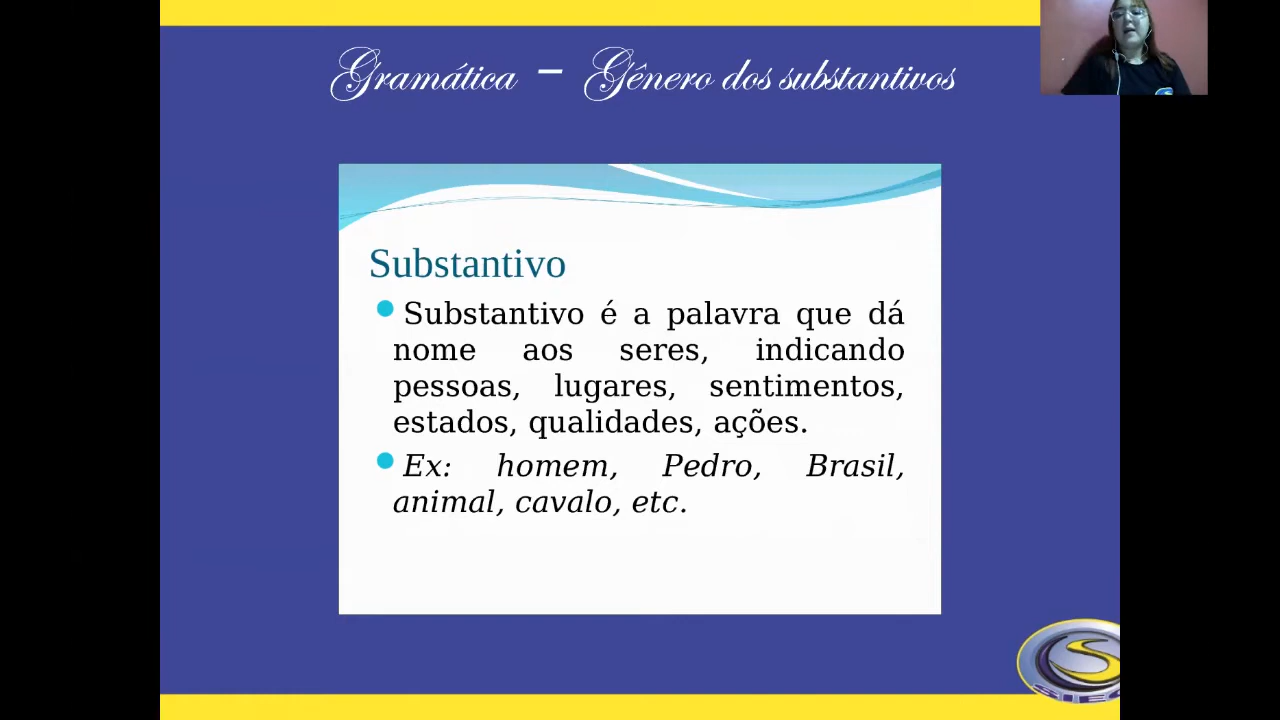 Gramática – Gênero dos substantivos
Substantivo
Substantivo é a palavra que dá
nome aos seres, indicando
pessoas, lugares, sentimentos,
estados, qualidades, ações.
Ex: homem, Pedro, Brasil,
animal, cavalo, etc.